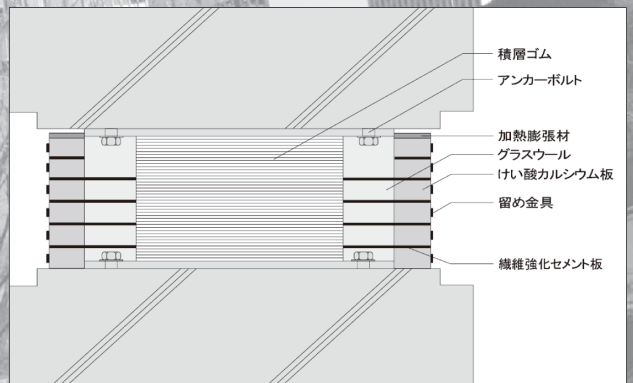 積層ゴム
アンカーボルト
加熱膨張材
グラスウール
けい酸カルシウム板
留め金具
繊維強化セメント板